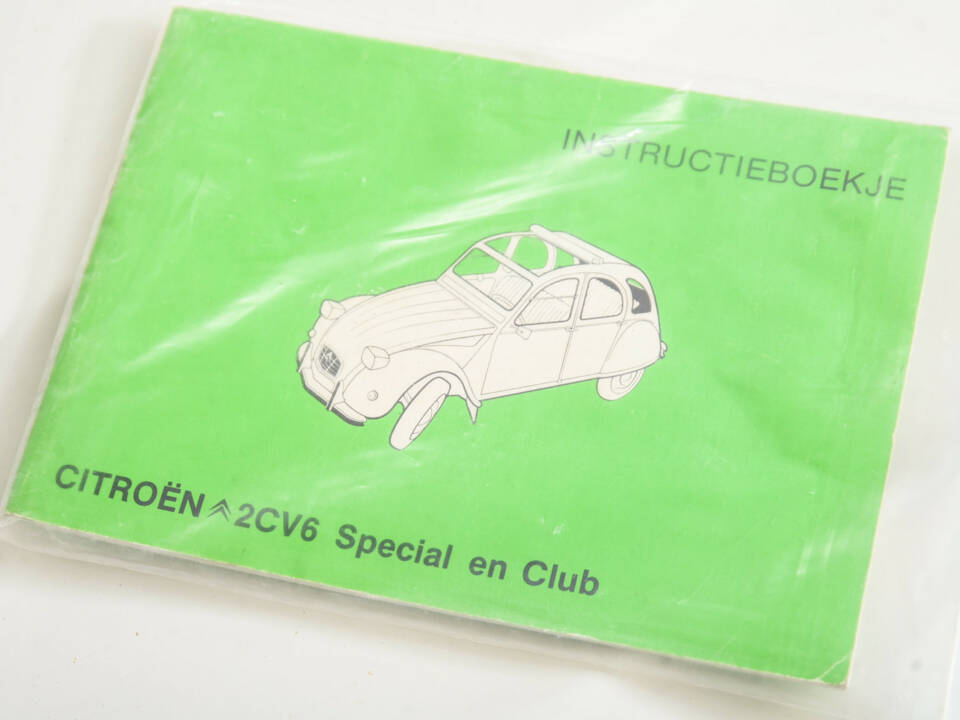 INSTRUCTIEBOEKJE
CITROËN 2CV6 Special en Club